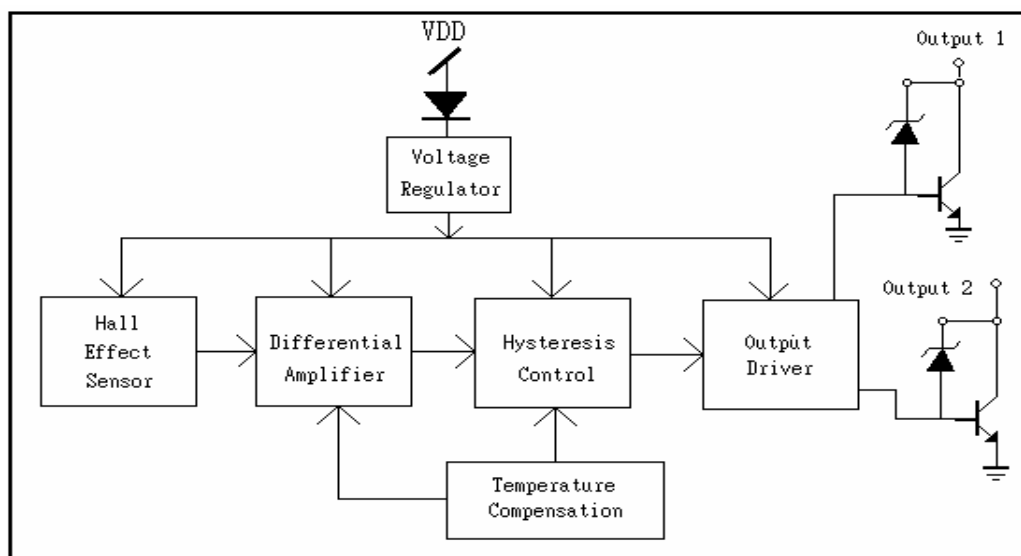 VDD
Output 1
Voltage
Regulator
Output 2
Hall
Effect
Sensor
Differential
Amplifier
Hysteresis
Control
Output
Driver
Temperature
Compensation